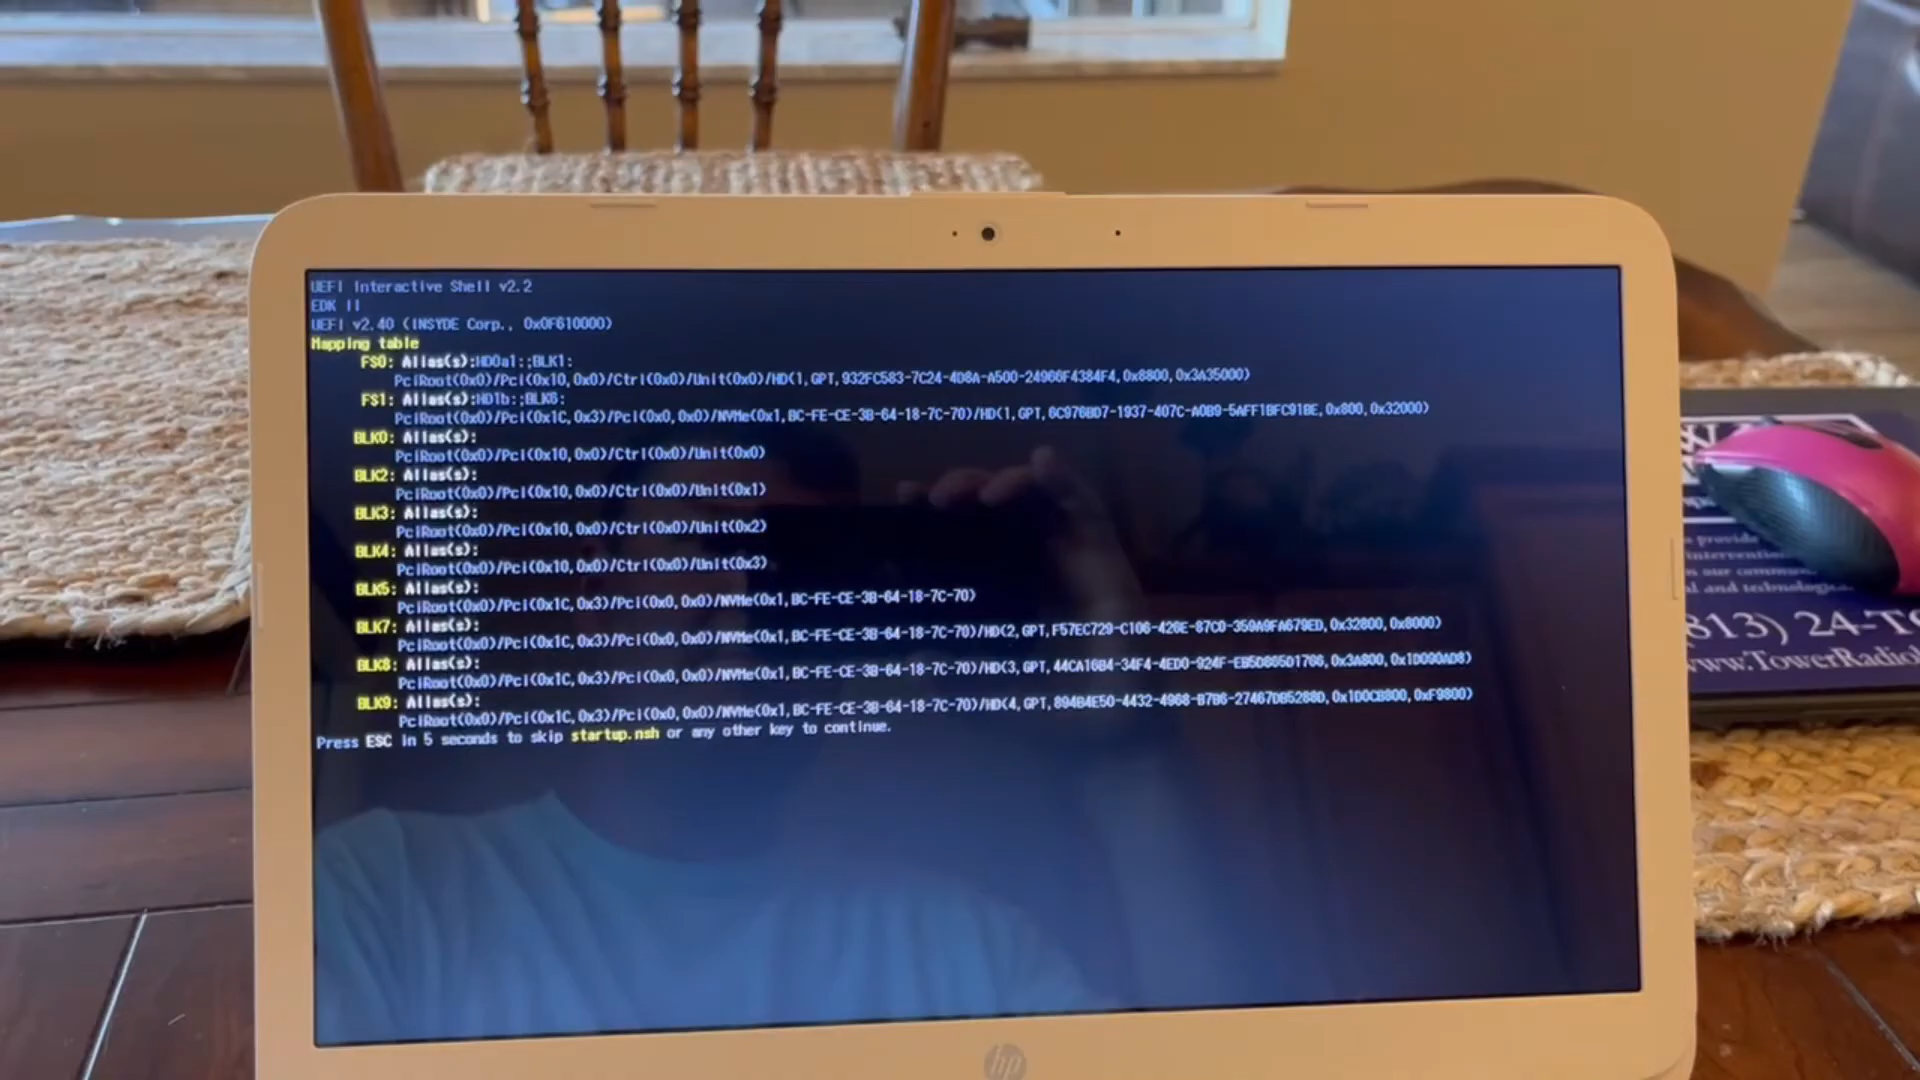 UEFI Interactive Shell v2.2
EDK II
UEFI v2.40 (INSYDE Corp., 0x0F610000)
Mapping table
FS0: Alias(s):HD0a1:;BLK1:
PciRoot(0x0)/Pci(0x10,0x0)/Ctrl(0x0)/Unit(0x0)/HD(1,GPT,932FC583-7C24-4D8A-A500-24966F4384F4,0x8800,0x3A35000)
FS1: Alias(s):HD1b:;BLK6:
PciRoot(0x0)/Pci(0x1C,0x3)/Pci(0x0,0x0)/NVMe(0x1,BC-FE-CE-3B-64-18-7C-70)/HD(1,GPT,6C976BD7-1937-407C-A0B9-5AFF1BFC91BE,0x800,0x32000)
BLK0: Alias(s):
PciRoot(0x0)/Pci(0x10,0x0)/Ctrl(0x0)/Unit(0x0)
BLK2: Alias(s):
PciRoot(0x0)/Pci(0x10,0x0)/Ctrl(0x0)/Unit(0x1)
BLK3: Alias(s):
PciRoot(0x0)/Pci(0x10,0x0)/Ctrl(0x0)/Unit(0x2)
BLK4: Alias(s):
PciRoot(0x0)/Pci(0x10,0x0)/Ctrl(0x0)/Unit(0x3)
BLK5: Alias(s):
PciRoot(0x0)/Pci(0x1C,0x3)/Pci(0x0,0x0)/NVMe(0x1,BC-FE-CE-3B-64-18-7C-70)
BLK7: Alias(s):
PciRoot(0x0)/Pci(0x1C,0x3)/Pci(0x0,0x0)/NVMe(0x1,BC-FE-CE-3B-64-18-7C-70)/HD(2,GPT,F57EC729-C106-426E-87C0-359A9FA679ED,0x32800,0x8000)
BLK8: Alias(s):
PciRoot(0x0)/Pci(0x1C,0x3)/Pci(0x0,0x0)/NVMe(0x1,BC-FE-CE-3B-64-18-7C-70)/HD(3,GPT,44CA16B4-34F4-4ED0-924F-EB5D865D1766,0x3A800,0x1D090AD8)
BLK9: Alias(s):
PciRoot(0x0)/Pci(0x1C,0x3)/Pci(0x0,0x0)/NVMe(0x1,BC-FE-CE-3B-64-18-7C-70)/HD(4,GPT,894B4E50-4432-4968-B7B6-27467DB5288D,0x1D0CB800,0xF9800)
Press ESC in 5 seconds to skip startup.nsh or any other key to continue.
hp
provide
and technologica
813) 24-TO
www.TowerRadiol